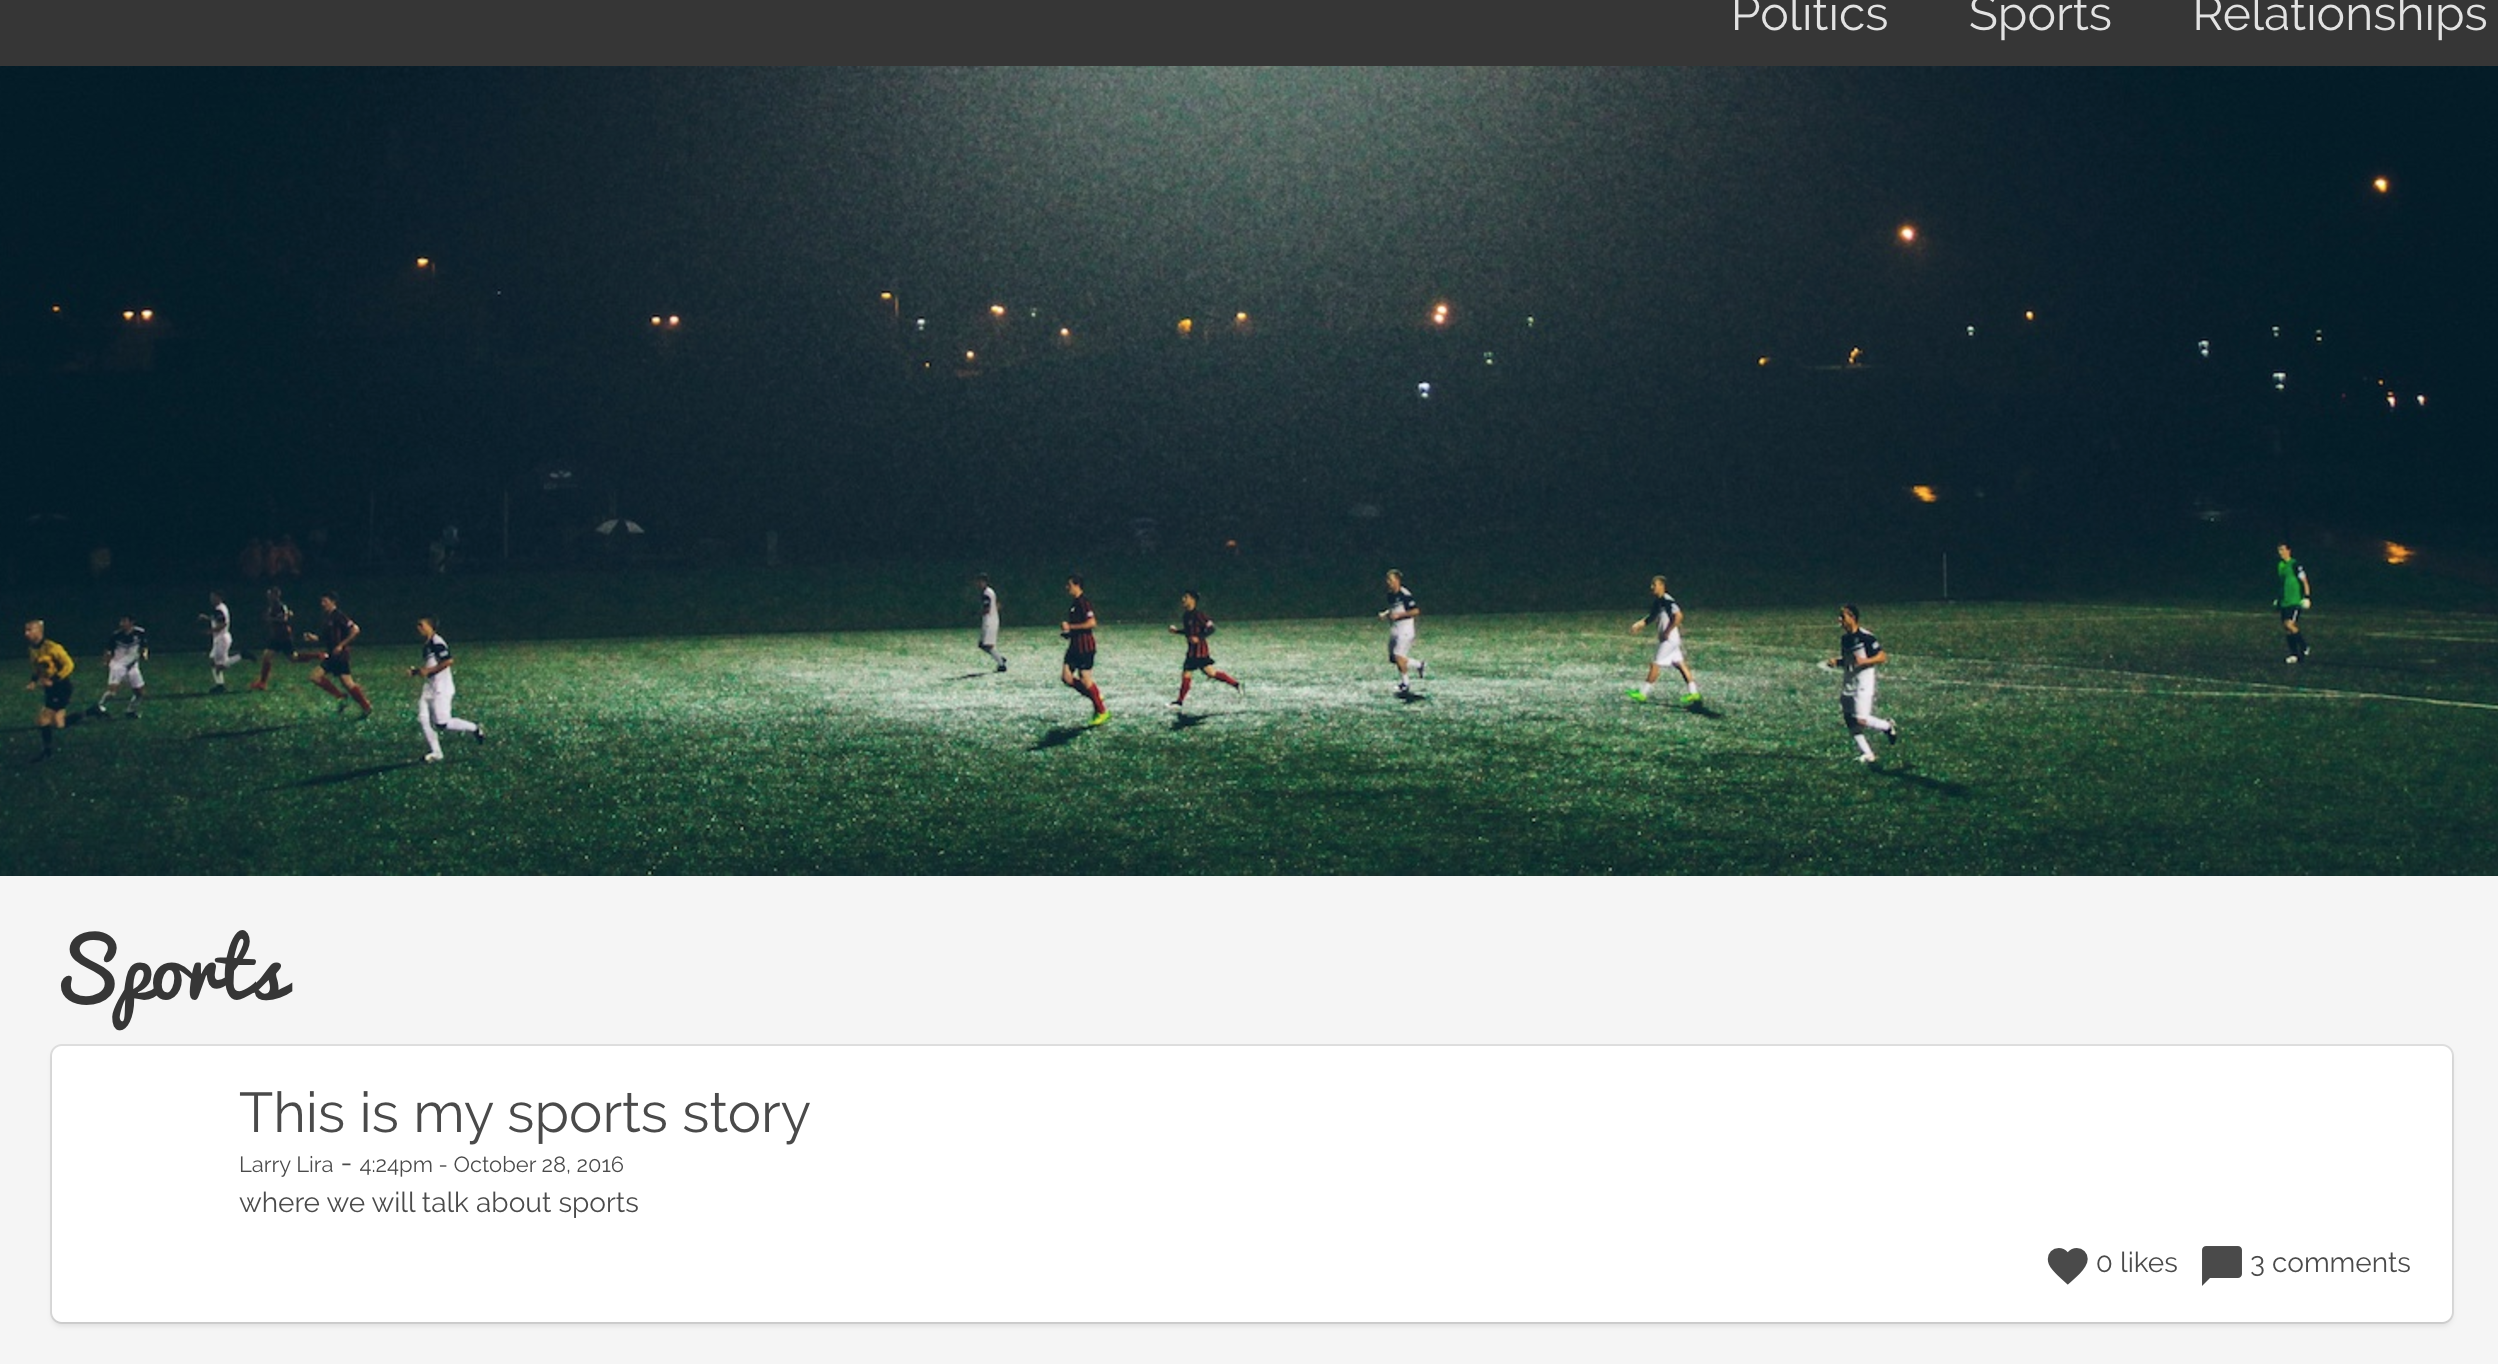 Politics Sports Relationships
Sports
This is my sports story
Larry Lira - 4:24pm - October 28, 2016
where we will talk about sports
0 likes 3 comments